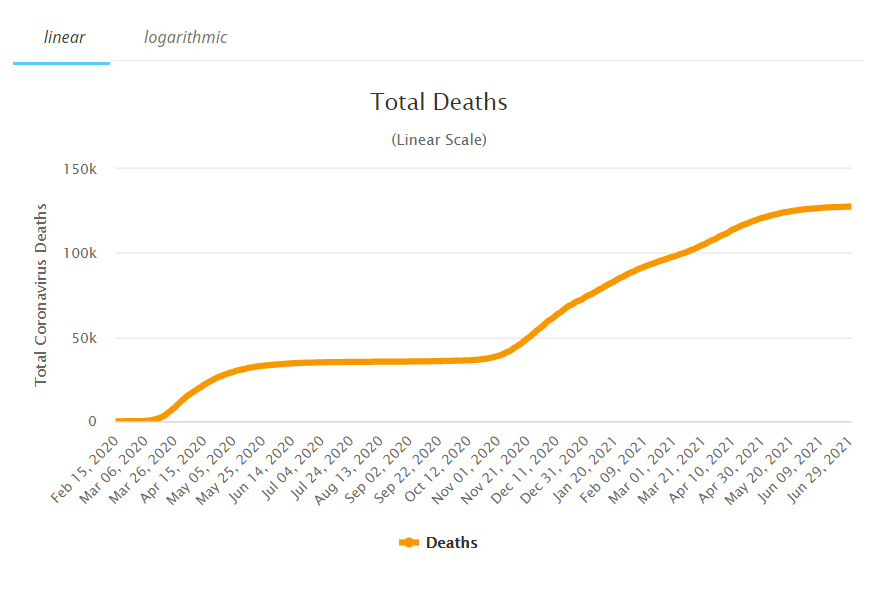 linear
logarithmic
Total Deaths
(Linear Scale)
Total Coronavirus Deaths
150k
100k
50k
0
Feb 15, 2020
Mar 06, 2020
Mar 26, 2020
Apr 15, 2020
May 05, 2020
May 25, 2020
Jun 14, 2020
Jul 04, 2020
Jul 24, 2020
Aug 13, 2020
Sep 02, 2020
Sep 22, 2020
Oct 12, 2020
Nov 01, 2020
Nov 21, 2020
Dec 11, 2020
Dec 31, 2020
Jan 20, 2021
Feb 09, 2021
Mar 01, 2021
Mar 21, 2021
Apr 10, 2021
Apr 30, 2021
May 20, 2021
Jun 09, 2021
Jun 29, 2021
Deaths